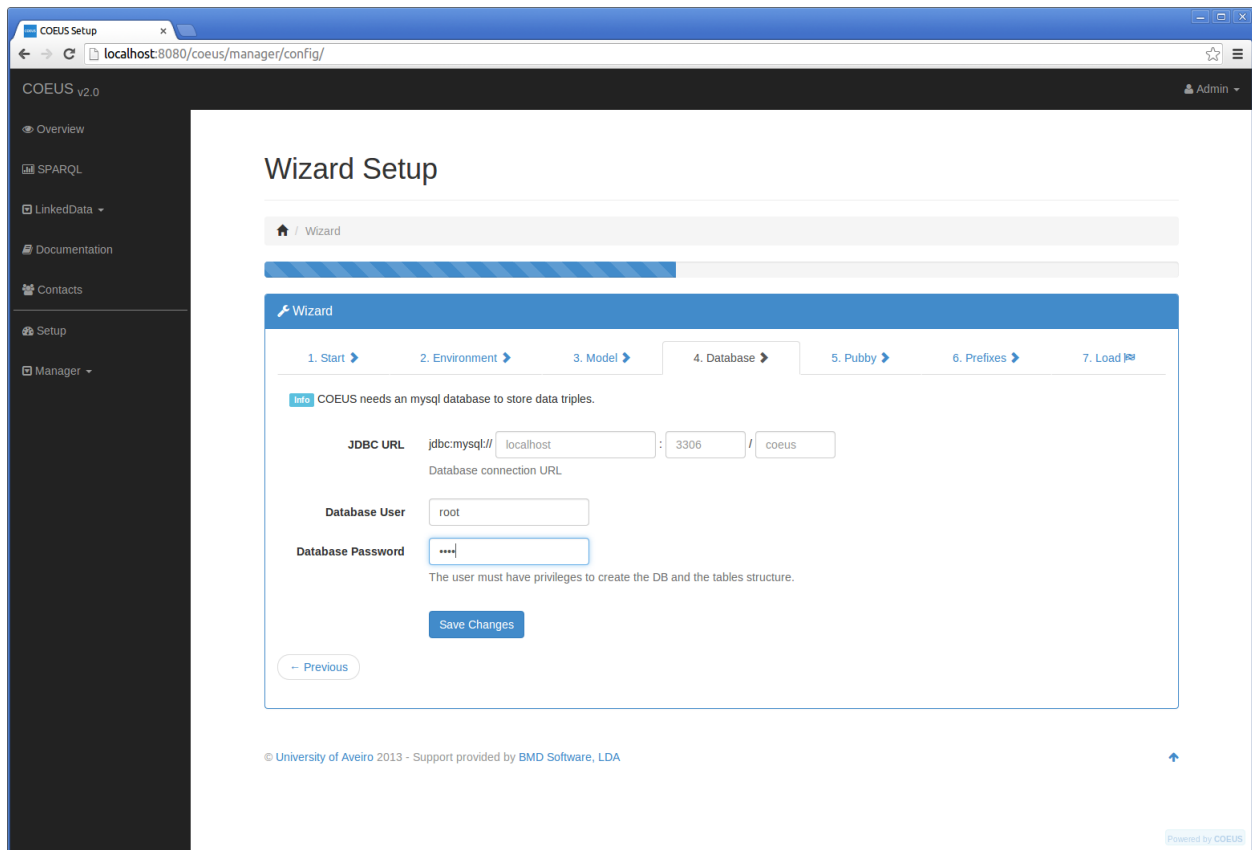 COEUS Setup
localhost:8080/coeus/manager/config/
COEUS v2.0
Admin
Overview
SPARQL
LinkedData
Documentation
Contacts
Setup
Manager
Wizard Setup
/ Wizard
Wizard
1. Start 2. Environment 3. Model 4. Database 5. Pubby 6. Prefixes 7. Load
Info COEUS needs an mysql database to store data triples.
JDBC URL jdbc:mysql:// localhost : 3306 / coeus
Database connection URL
Database User root
Database Password ••••
The user must have privileges to create the DB and the tables structure.
Save Changes
← Previous
© University of Aveiro 2013 - Support provided by BMD Software, LDA
Powered by COEUS